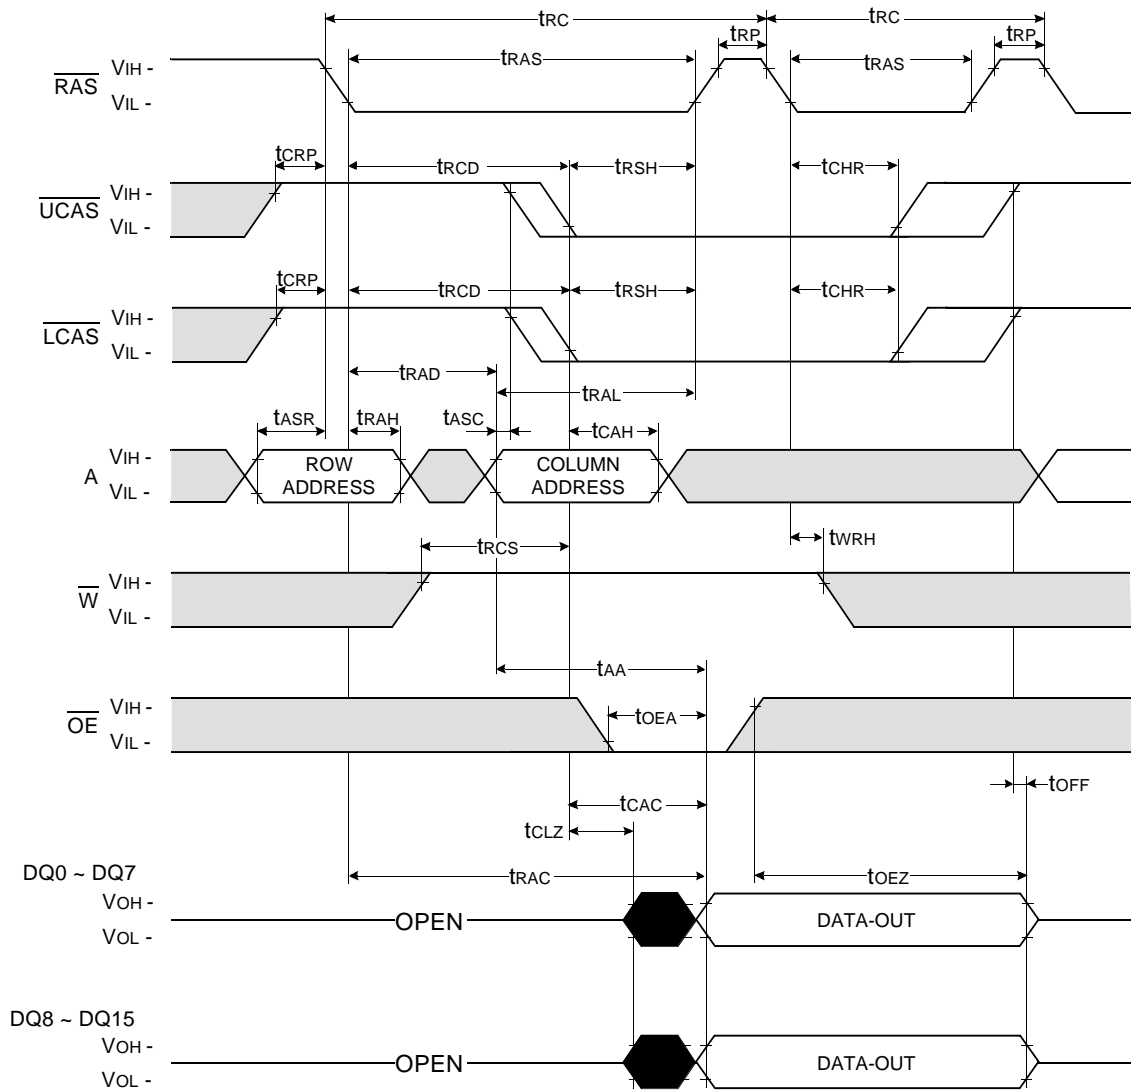 tRC tRC
tRP tRP
tRAS tRAS
RAS
VIH -
VIL -
tCRP tRCD tRSH tCHR
UCAS
VIH -
VIL -
tCRP tRCD tRSH tCHR
LCAS
VIH -
VIL -
tRAD tRAL
tASR tRAH tASC tCAH
A
VIH -
VIL -
ROW
ADDRESS
COLUMN
ADDRESS
tRCS tWRH
W
VIH -
VIL -
tAA
OE
VIH -
VIL -
tOEA
tOFF
tCAC
tCLZ
tRAC tOEZ
DQ0 ~ DQ7
VOH -
VOL -
OPEN DATA-OUT
DQ8 ~ DQ15
VOH -
VOL -
OPEN DATA-OUT